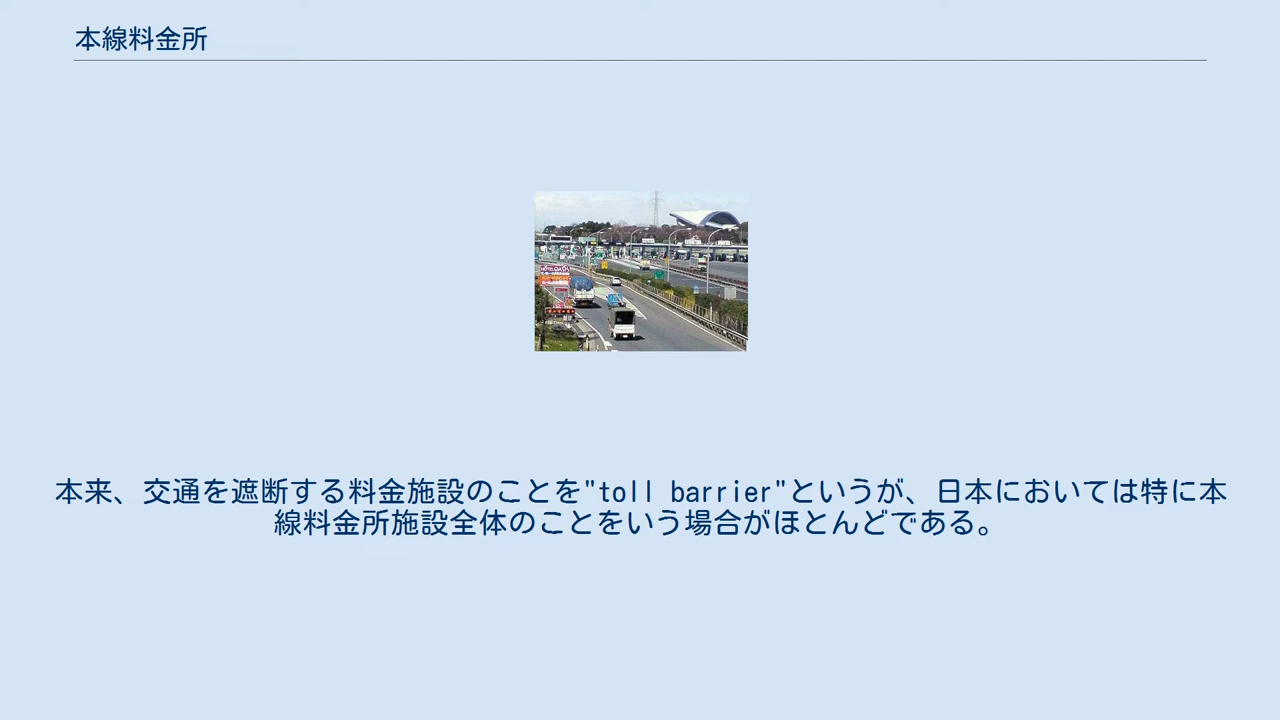 本線料金所
本来、交通を遮断する料金施設のことを"toll barrier"というが、日本においては特に本
線料金所施設全体のことをいう場合がほとんどである。